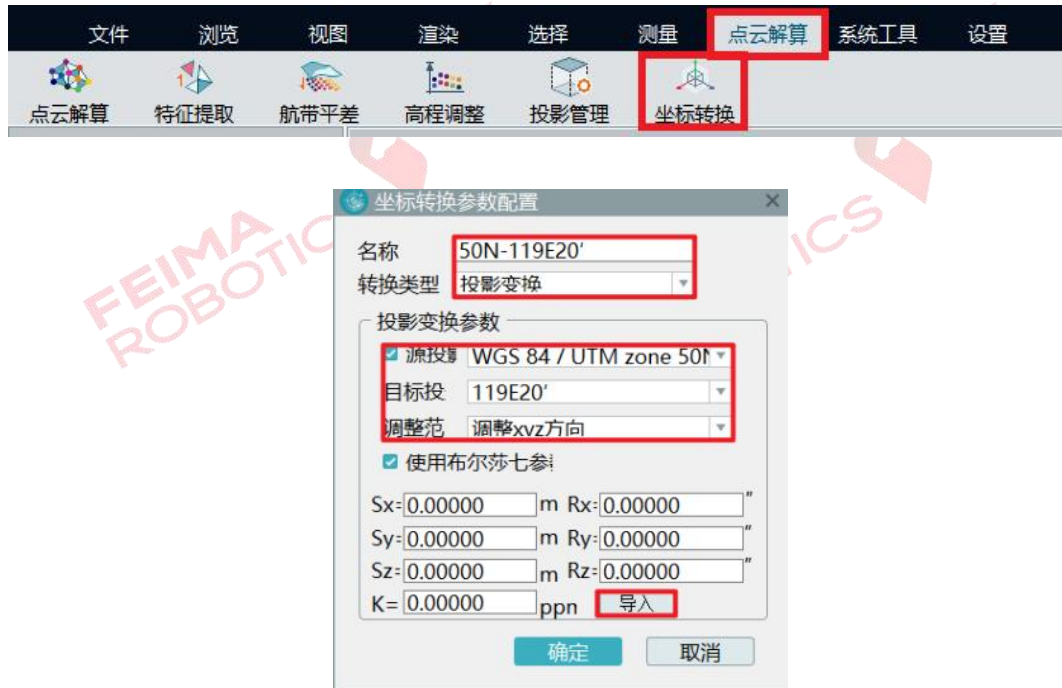 文件 浏览 视图 渲染 选择 测量 点云解算 系统工具 设置
点云解算 特征提取 航带平差 高程调整 投影管理 坐标转换
坐标转换参数配置
名称 50N-119E20′
转换类型 投影变换
投影变换参数
源投影 WGS 84 / UTM zone 50N
目标投 119E20′
调整范 调整xyz方向
使用布尔莎七参
Sx= 0.00000 m Rx: 0.00000 ″
Sy= 0.00000 m Ry: 0.00000 ″
Sz= 0.00000 m Rz: 0.00000 ″
K= 0.00000 ppn 导入
确定 取消
FEIMA
ROBOTIC
ICS